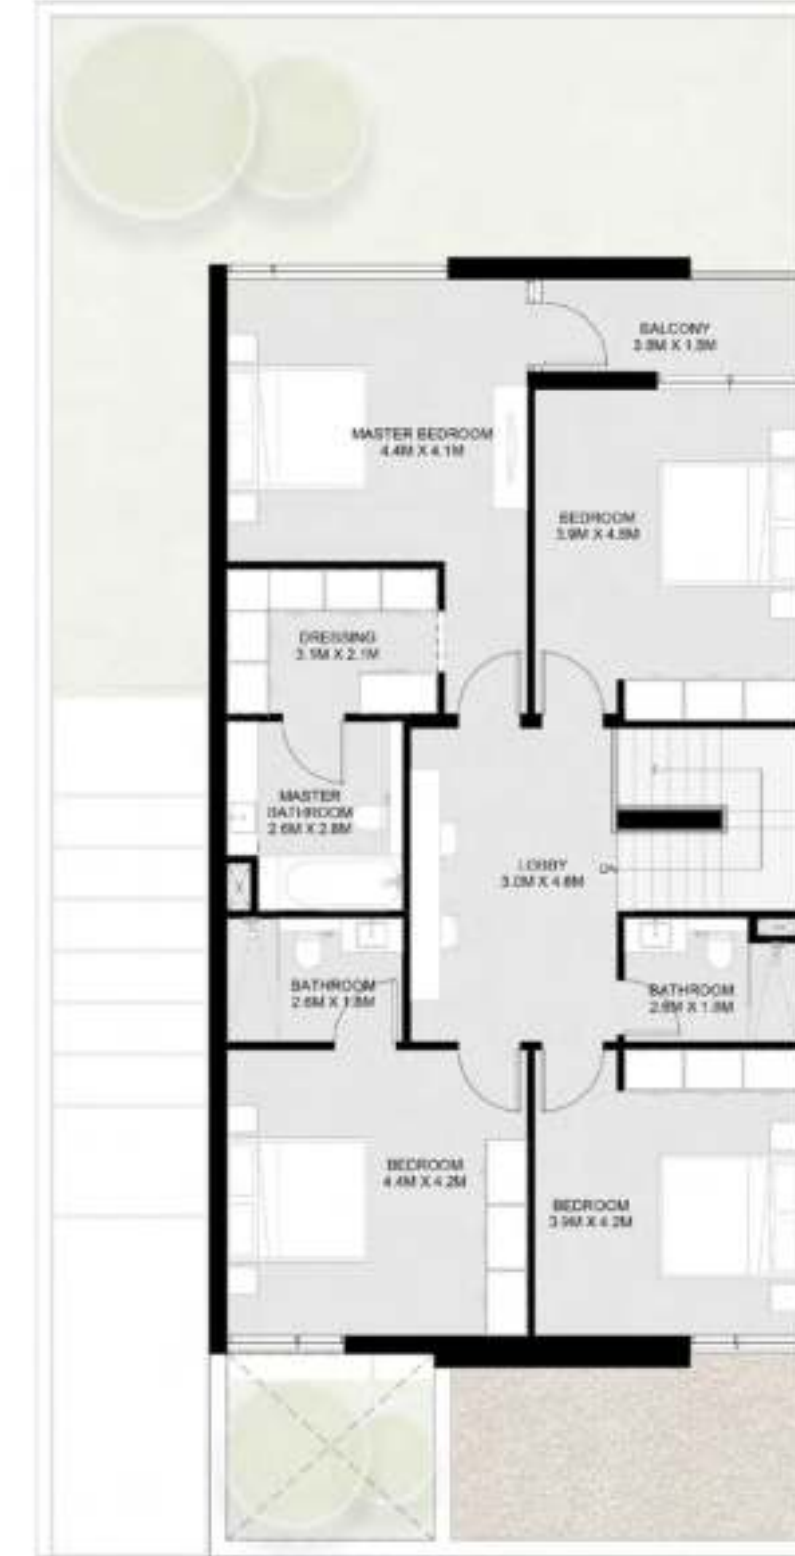 BALCONY
3.8M X 1.8M
MASTER BEDROOM
4.4M X 4.1M
BEDROOM
3.9M X 4.8M
DRESSING
3.1M X 2.1M
MASTER
BATHROOM
2.6M X 2.8M
LOBBY
3.0M X 4.6M
DN
BATHROOM
2.6M X 1.8M
BATHROOM
2.6M X 1.8M
BEDROOM
4.4M X 4.2M
BEDROOM
3.9M X 4.2M